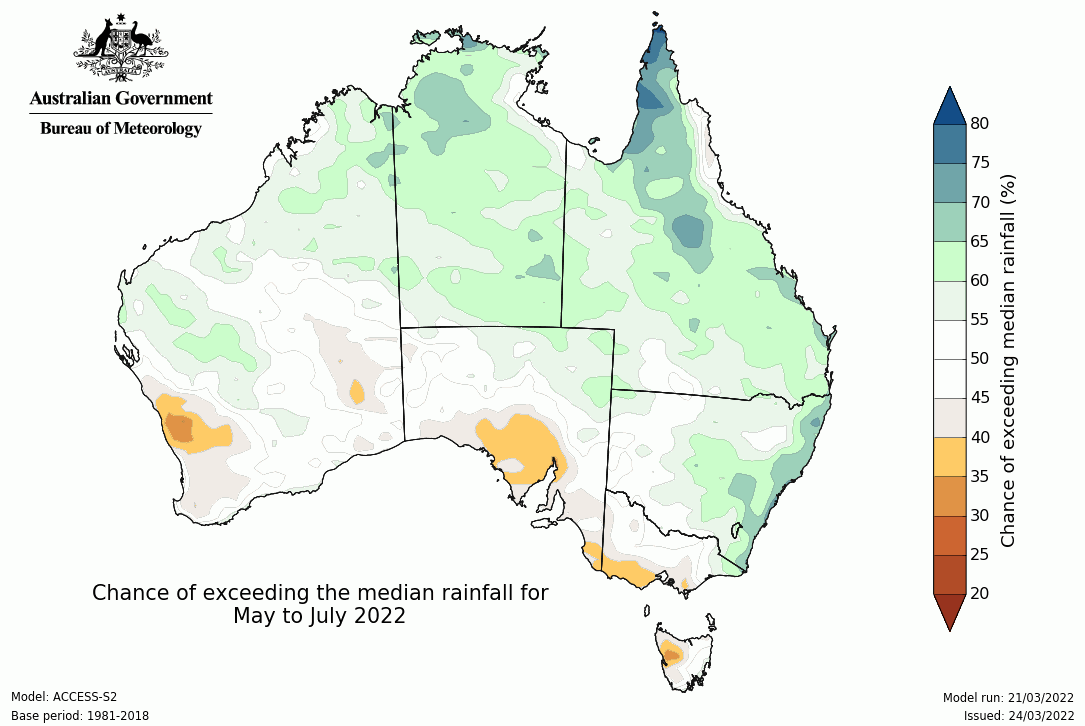 Australian Government
Bureau of Meteorology
80
75
70
65
60
55
50
45
40
35
30
25
20
Chance of exceeding median rainfall (%)
Chance of exceeding the median rainfall for
May to July 2022
Model: ACCESS-S2
Base period: 1981-2018
Model run: 21/03/2022
Issued: 24/03/2022